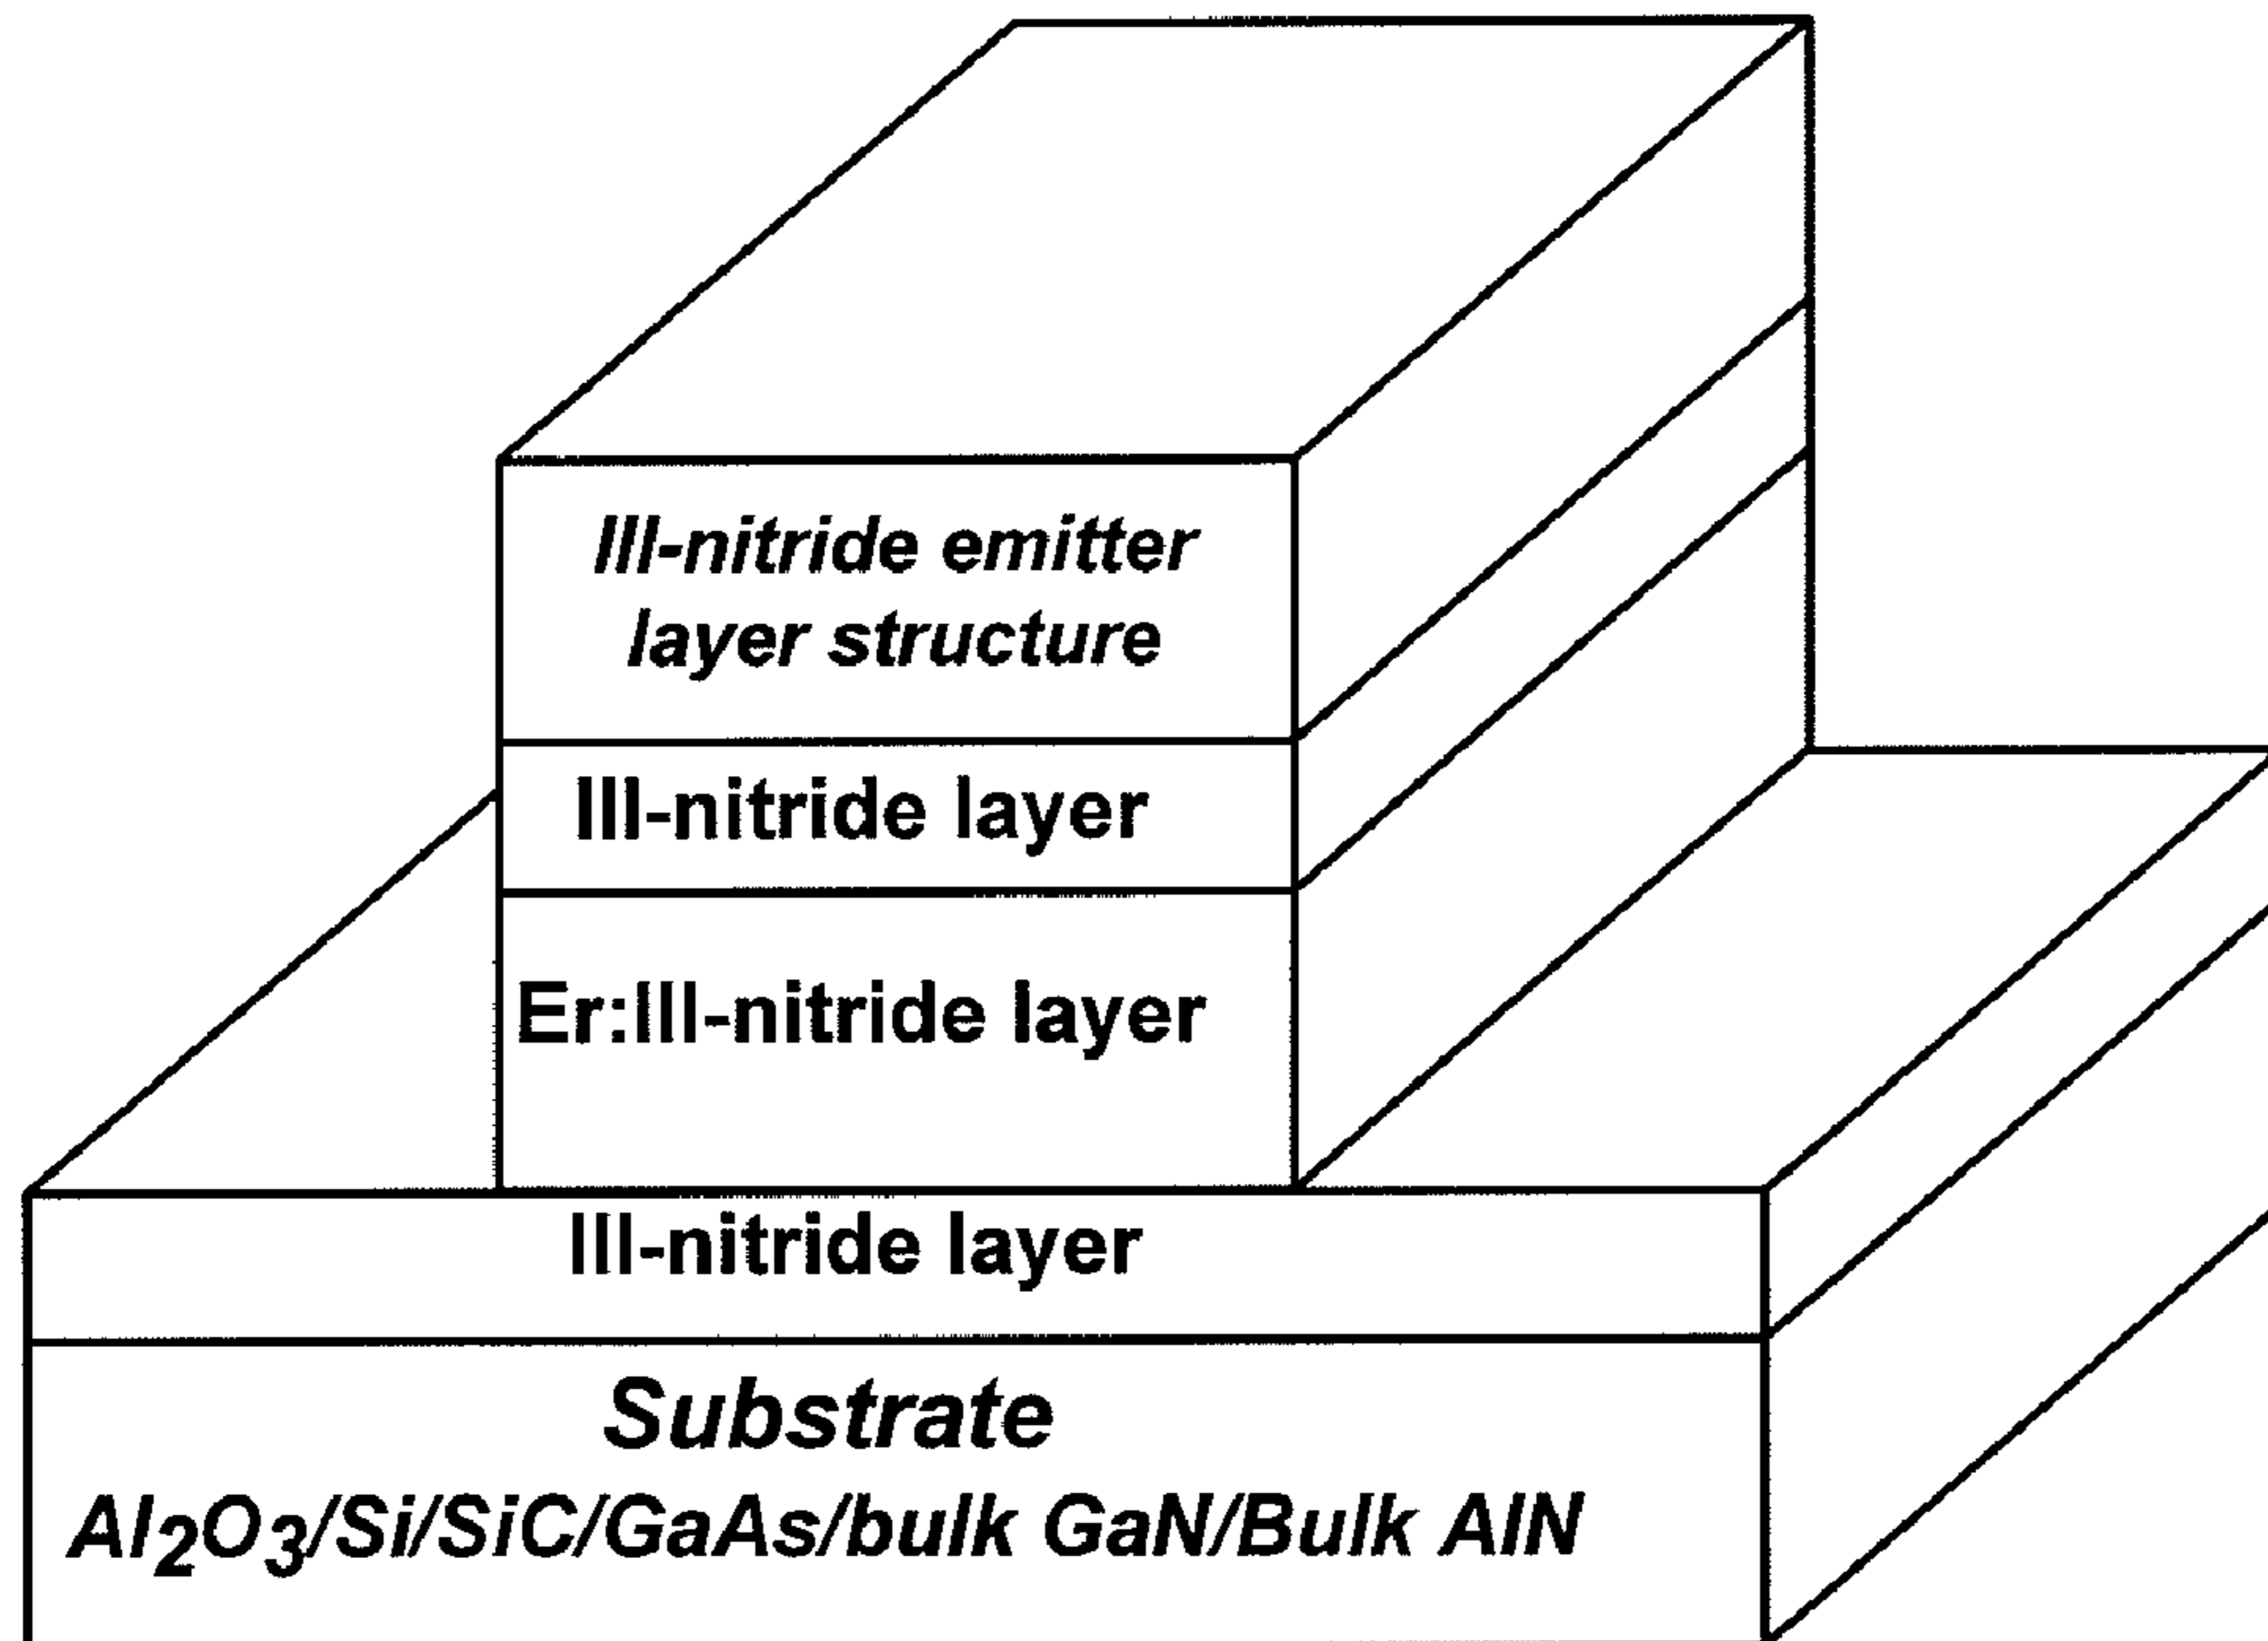 III-nitride emitter
layer structure
III-nitride layer
Er:III-nitride layer
III-nitride layer
Substrate
Al₂O₃/Si/SiC/GaAs/bulk GaN/Bulk AlN